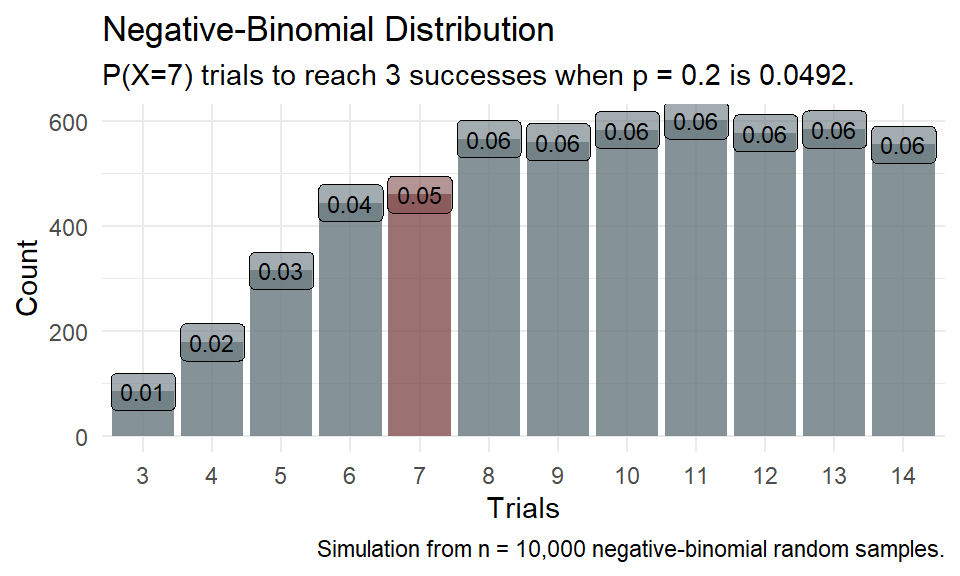 Negative-Binomial Distribution
P(X=7) trials to reach 3 successes when p = 0.2 is 0.0492.
Count
600
400
200
0
0.01
0.02
0.03
0.04
0.05
0.06
0.06
0.06
0.06
0.06
0.06
0.06
3 4 5 6 7 8 9 10 11 12 13 14
Trials
Simulation from n = 10,000 negative-binomial random samples.